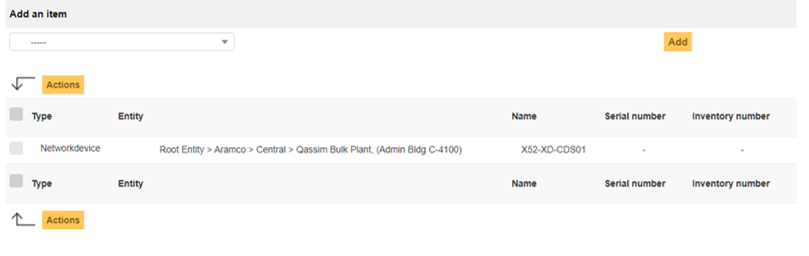 Add an item
-----
Add
Actions
Type Entity Name Serial number Inventory number
Networkdevice Root Entity > Aramco > Central > Qassim Bulk Plant, (Admin Bldg C-4100) X52-XD-CDS01 - -
Type Entity Name Serial number Inventory number
Actions